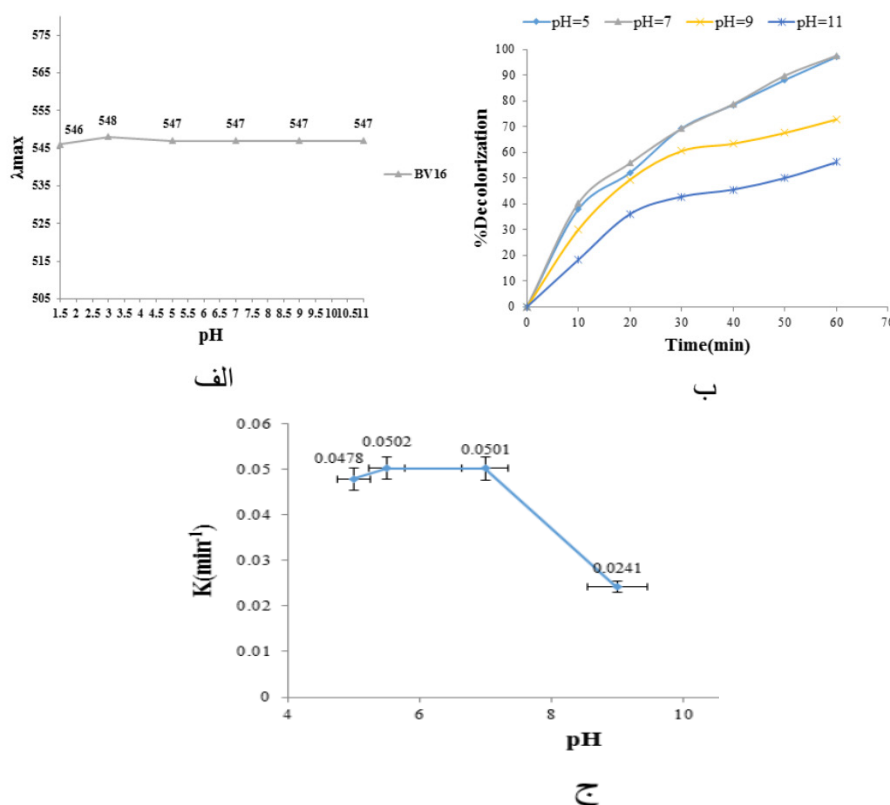 575
565
555
545
535
525
515
505
λmax
546
548
547
547
547
547
BV16
1.5 2 2.5 3 3.5 4.5 5 5.5 6.5 7 7.5 8.5 9 9.5 10 10.5 11
pH
الف
pH=5 pH=7 pH=9 pH=11
100
90
80
70
60
50
40
30
20
10
0
%Decolorization
0 10 20 30 40 50 60 70
Time(min)
ب
0.06
0.05
0.04
0.03
0.02
0.01
0
K(min⁻¹)
0.0478
0.0502
0.0501
0.0241
4 6 8 10
pH
ج